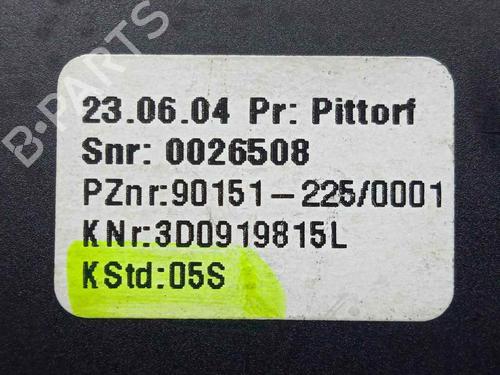 B-PARTS
23.06.04 Pr: Pittorf
Snr: 0026508
PZnr:90151-225/0001
KNr:3D0919815L
KStd:05S